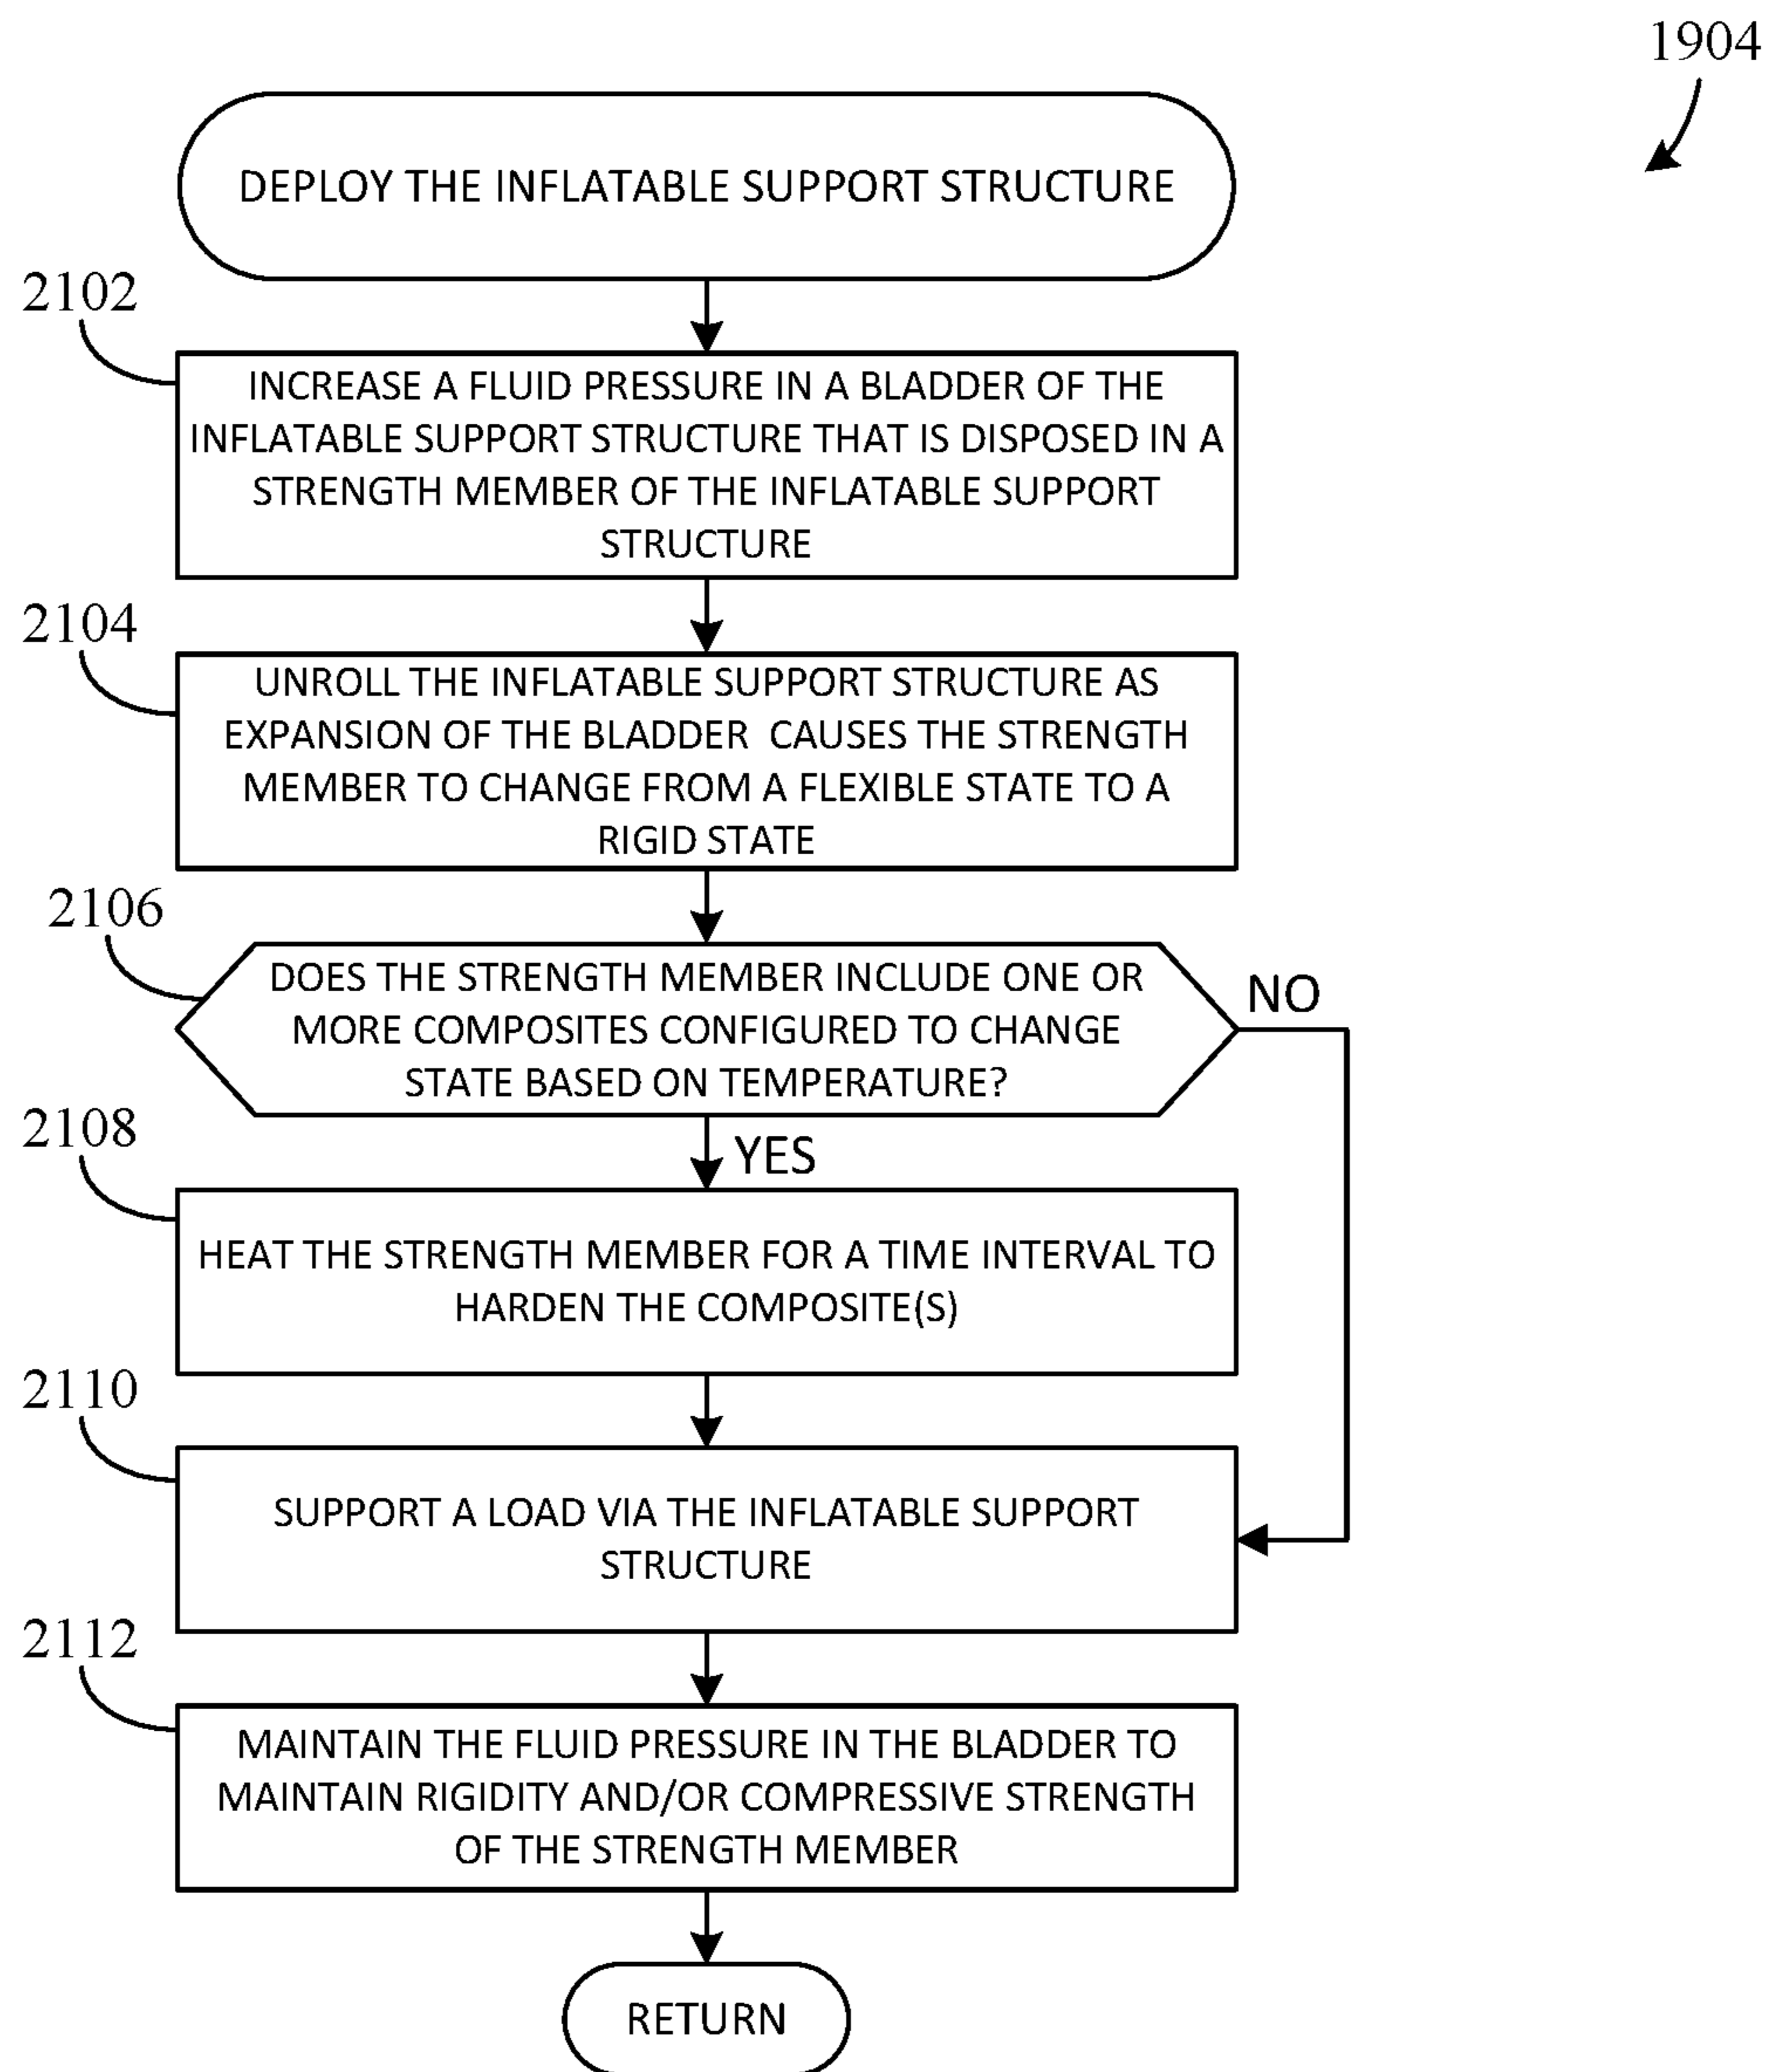 1904
DEPLOY THE INFLATABLE SUPPORT STRUCTURE
2102
INCREASE A FLUID PRESSURE IN A BLADDER OF THE
INFLATABLE SUPPORT STRUCTURE THAT IS DISPOSED IN A
STRENGTH MEMBER OF THE INFLATABLE SUPPORT
STRUCTURE
2104
UNROLL THE INFLATABLE SUPPORT STRUCTURE AS
EXPANSION OF THE BLADDER CAUSES THE STRENGTH
MEMBER TO CHANGE FROM A FLEXIBLE STATE TO A
RIGID STATE
2106
DOES THE STRENGTH MEMBER INCLUDE ONE OR
MORE COMPOSITES CONFIGURED TO CHANGE
STATE BASED ON TEMPERATURE?
NO
YES
2108
HEAT THE STRENGTH MEMBER FOR A TIME INTERVAL TO
HARDEN THE COMPOSITE(S)
2110
SUPPORT A LOAD VIA THE INFLATABLE SUPPORT
STRUCTURE
2112
MAINTAIN THE FLUID PRESSURE IN THE BLADDER TO
MAINTAIN RIGIDITY AND/OR COMPRESSIVE STRENGTH
OF THE STRENGTH MEMBER
RETURN